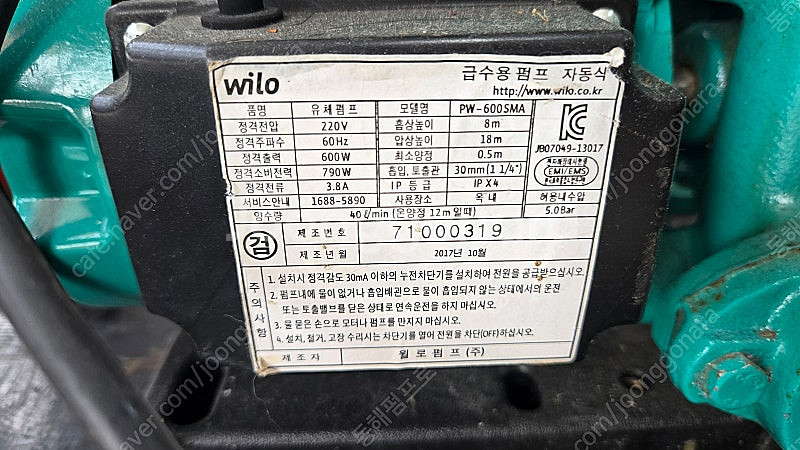 wilo
급수용 펌프 자동식
http://www.wilo.co.kr
품명 유체펌프 모델명 PW-600SMA
정격전압 220V 흡상높이 8m
정격주파수 60Hz 압상높이 18m
정격출력 600W 최소양정 0.5m
정격소비전력 790W 흡입, 토출관 30mm(1 1/4")
정격전류 3.8A IP 등급 IPX4
서비스안내 1688-5890 사용장소 옥내
양수량 40ℓ/min (온양정 12m일때)
JB07049-13017
EMI/EMS
허용내수압
5.0Bar
검
제조번호 71000319
제조년월 2017년 10월
주의사항
1. 설치시 정격감도 30mA 이하의 누전차단기를 설치하여 전원을 공급받으십시오.
2. 펌프내에 물이 없거나 흡입배관으로 물이 흡입되지 않는 상태에서의 운전
또는 토출밸브를 닫은 상태로 연속운전을 하지 마십시오.
3. 물 묻은 손으로 모터나 펌프를 만지지 마십시오.
4. 설치, 철거, 고장 수리시는 차단기를 열어 전원을 차단(OFF)하십시오.
제조자 윌로펌프(주)
cafe.naver.com/joonggonara
동해펌프도